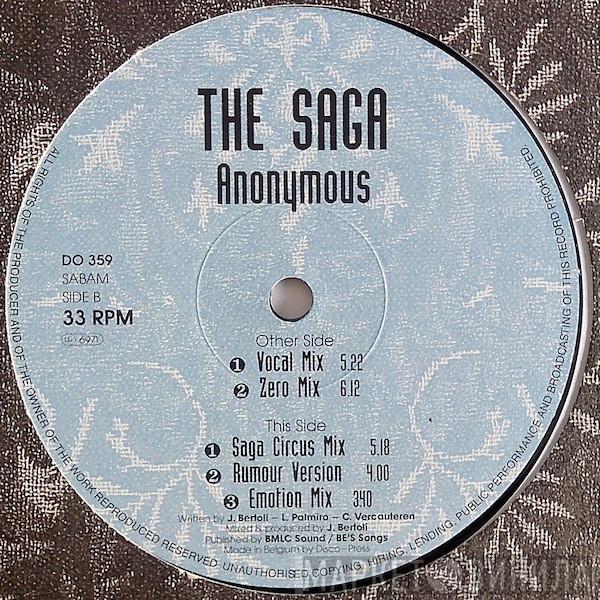 THE SAGA
Anonymous
DO 359
SABAM
SIDE B
33 RPM
6971
Other Side
1 Vocal Mix 5.22
2 Zero Mix 6.12
This Side
1 Saga Circus Mix 5.18
2 Rumour Version 4.00
3 Emotion Mix 3.40
Written by J. Bertoli – L. Palmiro – C. Vercauteren
Mixed & produced by J. Bertoli
Published by BMLC Sound / BE'S Songs
Made in Belgium by Disco-Press
ALL RIGHTS OF THE PRODUCER AND OF THE OWNER OF THE WORK REPRODUCED RESERVED. UNAUTHORISED COPYING, HIRING, LENDING, PUBLIC PERFORMANCE AND BROADCASTING OF THIS RECORD PROHIBITED.